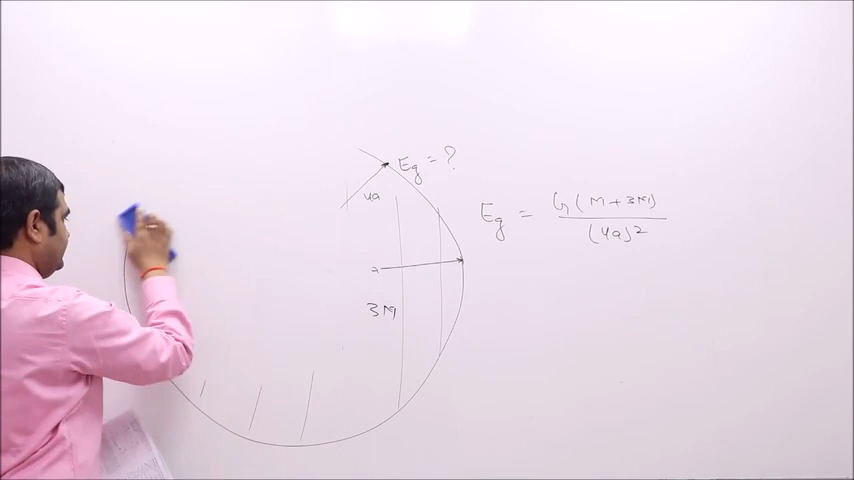 Eg = ?
4a
Eg = G(M+3M)
(4a)²
3M